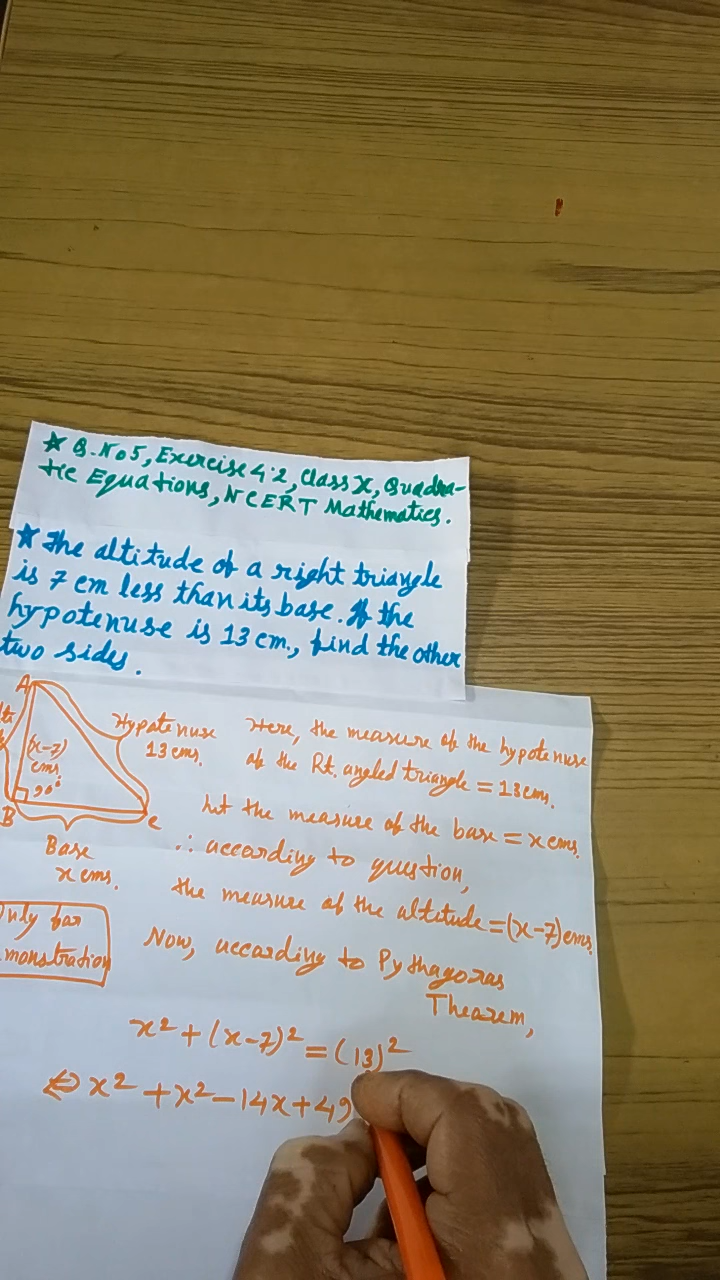 * Q. No 5, Exercise 4.2, Class X, Quadra-
tic Equations, NCERT Mathematics.
* The altitude of a right triangle
is 7 cm less than its base. If the
hypotenuse is 13 cm., find the other
two sides.
A
Hypotenuse
13 cms.
(x-7)
cms.
90°
B
C
Base
x cms.
Only for
monstration
Here, the measure of the hypotenuse
of the Rt. angled triangle = 13 cms.
Let the measure of the base = x cms.
∴ according to question,
the measure of the altitude = (x-7) cms.
Now, according to Pythagoras
Theorem,
x² + (x-7)² = (13)²
⇔ x² + x² - 14x + 49